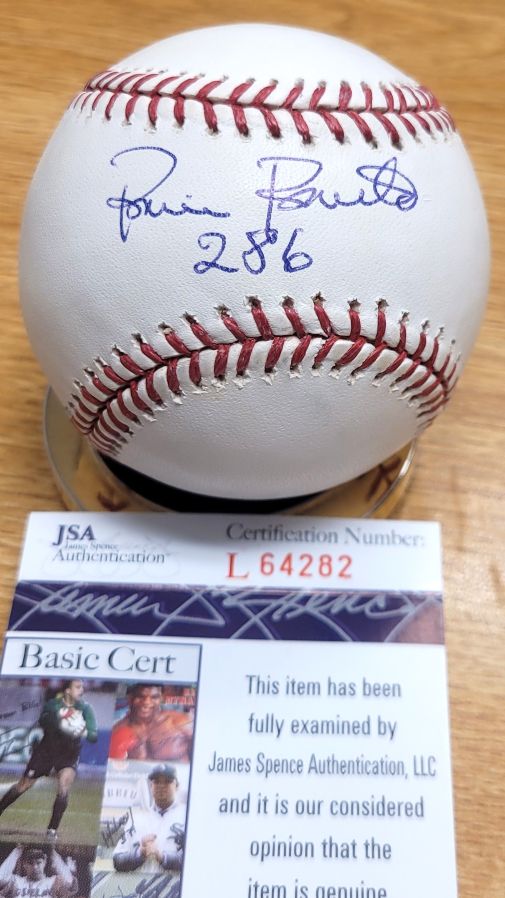 286
JSA
James Spence
Authentication
Certification Number:
L 64282
Basic Cert
This item has been
fully examined by
James Spence Authentication, LLC
and it is our considered
opinion that the
item is genuine